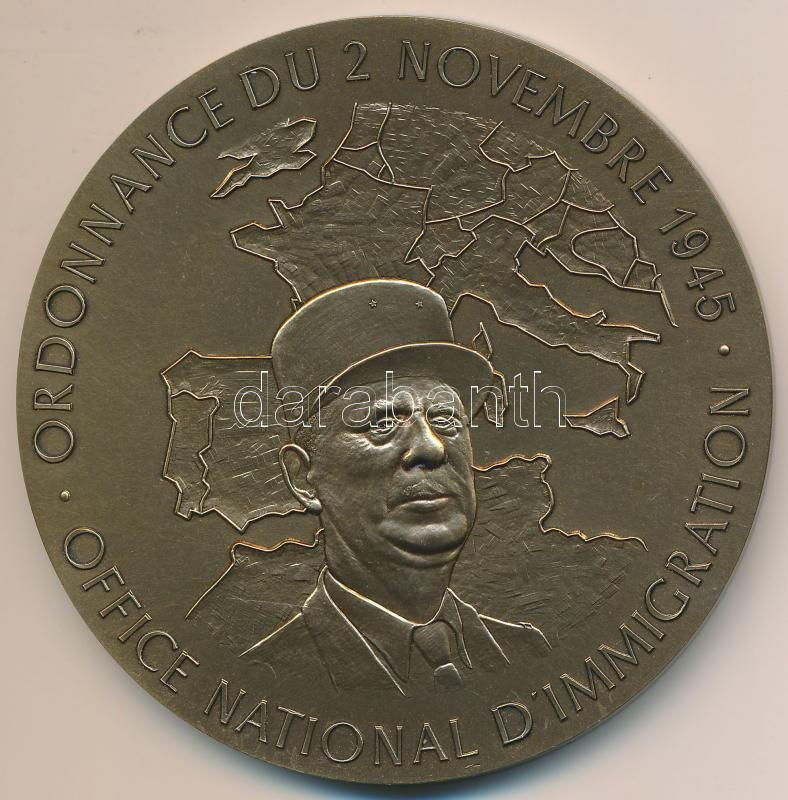 ORDONNANCE DU 2 NOVEMBRE 1945 •
OFFICE NATIONAL D'IMMIGRATION •
darabanth